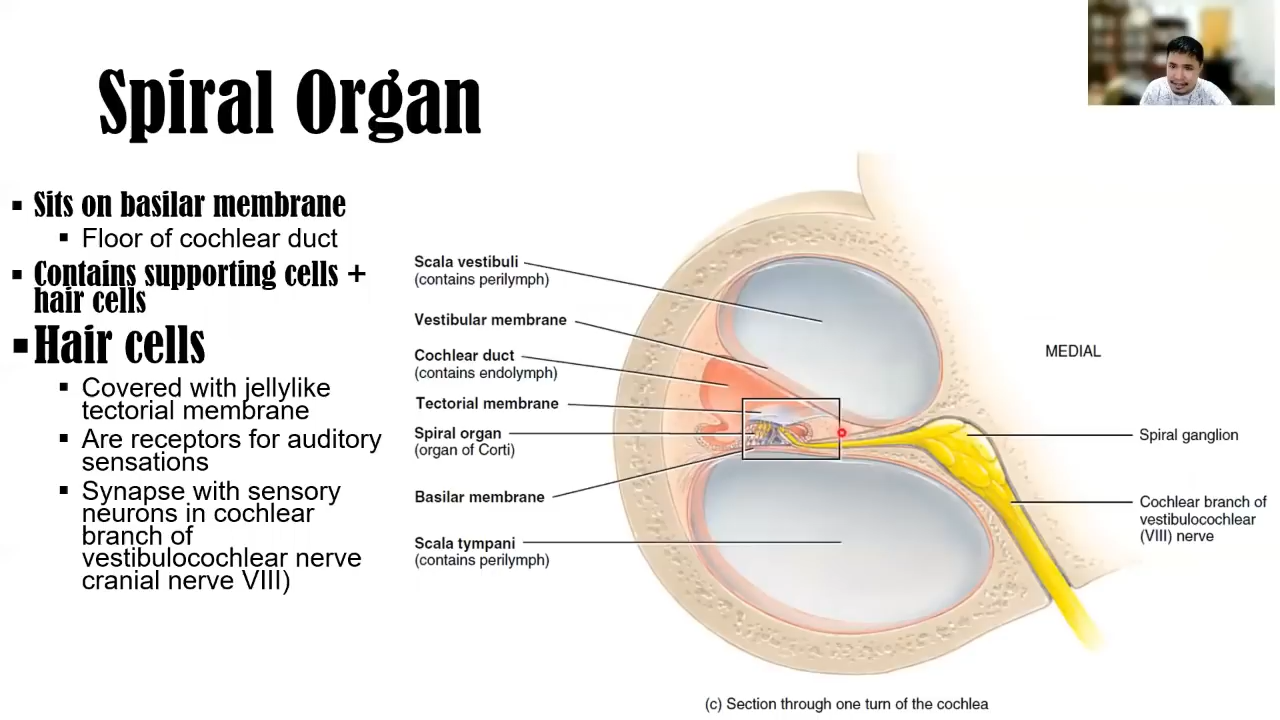 Spiral Organ
▪ Sits on basilar membrane
▪ Floor of cochlear duct
▪ Contains supporting cells +
hair cells
▪ Hair cells
▪ Covered with jellylike
tectorial membrane
▪ Are receptors for auditory
sensations
▪ Synapse with sensory
neurons in cochlear
branch of
vestibulocochlear nerve
cranial nerve VIII)
Scala vestibuli
(contains perilymph)
Vestibular membrane
Cochlear duct
(contains endolymph)
Tectorial membrane
Spiral organ
(organ of Corti)
Basilar membrane
Scala tympani
(contains perilymph)
MEDIAL
Spiral ganglion
Cochlear branch of
vestibulocochlear
(VIII) nerve
(c) Section through one turn of the cochlea